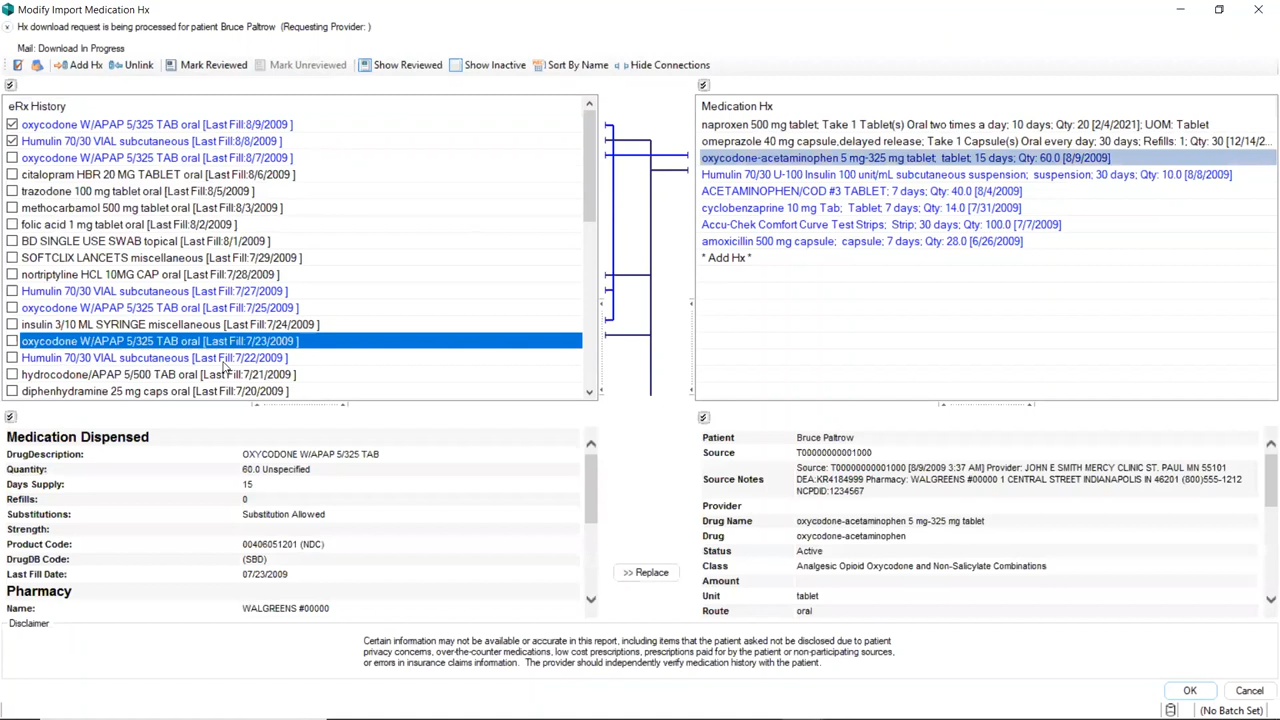 Modify Import Medication Hx
Hx download request is being processed for patient Bruce Paltrow (Requesting Provider: )
Mail: Download In Progress
Add Hx Unlink Mark Reviewed Mark Unreviewed Show Reviewed Show Inactive Sort By Name Hide Connections
eRx History
oxycodone W/APAP 5/325 TAB oral [Last Fill:8/9/2009 ]
Humulin 70/30 VIAL subcutaneous [Last Fill:8/8/2009 ]
oxycodone W/APAP 5/325 TAB oral [Last Fill:8/7/2009 ]
citalopram HBR 20 MG TABLET oral [Last Fill:8/6/2009 ]
trazodone 100 mg tablet oral [Last Fill:8/5/2009 ]
methocarbamol 500 mg tablet oral [Last Fill:8/3/2009 ]
folic acid 1 mg tablet oral [Last Fill:8/2/2009 ]
BD SINGLE USE SWAB topical [Last Fill:8/1/2009 ]
SOFTCLIX LANCETS miscellaneous [Last Fill:7/29/2009 ]
nortriptyline HCL 10MG CAP oral [Last Fill:7/28/2009 ]
Humulin 70/30 VIAL subcutaneous [Last Fill:7/27/2009 ]
oxycodone W/APAP 5/325 TAB oral [Last Fill:7/25/2009 ]
insulin 3/10 ML SYRINGE miscellaneous [Last Fill:7/24/2009 ]
oxycodone W/APAP 5/325 TAB oral [Last Fill:7/23/2009 ]
Humulin 70/30 VIAL subcutaneous [Last Fill:7/22/2009 ]
hydrocodone/APAP 5/500 TAB oral [Last Fill:7/21/2009 ]
diphenhydramine 25 mg caps oral [Last Fill:7/20/2009 ]
Medication Hx
naproxen 500 mg tablet; Take 1 Tablet(s) Oral two times a day; 10 days; Qty: 20 [2/4/2021]; UOM: Tablet
omeprazole 40 mg capsule,delayed release; Take 1 Capsule(s) Oral every day; 30 days; Refills: 1; Qty: 30 [12/14/2...
oxycodone-acetaminophen 5 mg-325 mg tablet; tablet; 15 days; Qty: 60.0 [8/9/2009]
Humulin 70/30 U-100 Insulin 100 unit/mL subcutaneous suspension; suspension; 30 days; Qty: 10.0 [8/8/2009]
ACETAMINOPHEN/COD #3 TABLET; 7 days; Qty: 40.0 [8/4/2009]
cyclobenzaprine 10 mg Tab; Tablet; 7 days; Qty: 14.0 [7/31/2009]
Accu-Chek Comfort Curve Test Strips; Strip; 30 days; Qty: 100.0 [7/7/2009]
amoxicillin 500 mg capsule; capsule; 7 days; Qty: 28.0 [6/26/2009]
* Add Hx *
Medication Dispensed
DrugDescription: OXYCODONE W/APAP 5/325 TAB
Quantity: 60.0 Unspecified
Days Supply: 15
Refills: 0
Substitutions: Substitution Allowed
Strength:
Product Code: 00406051201 (NDC)
DrugDB Code: (SBD)
Last Fill Date: 07/23/2009
Pharmacy
Name: WALGREENS #00000
>> Replace
Patient Bruce Paltrow
Source T00000000001000
Source Notes Source: T00000000001000 [8/9/2009 3:37 AM] Provider: JOHN E SMITH MERCY CLINIC ST. PAUL MN 55101
DEA:KR4184999 Pharmacy: WALGREENS #00000 1 CENTRAL STREET INDIANAPOLIS IN 46201 (800)555-1212
NCPDID:1234567
Provider
Drug Name oxycodone-acetaminophen 5 mg-325 mg tablet
Drug oxycodone-acetaminophen
Status Active
Class Analgesic Opioid Oxycodone and Non-Salicylate Combinations
Amount
Unit tablet
Route oral
Disclaimer
Certain information may not be available or accurate in this report, including items that the patient asked not be disclosed due to patient
privacy concerns, over-the-counter medications, low cost prescriptions, prescriptions paid for by the patient or non-participating sources,
or errors in insurance claims information. The provider should independently verify medication history with the patient.
OK Cancel
(No Batch Set)